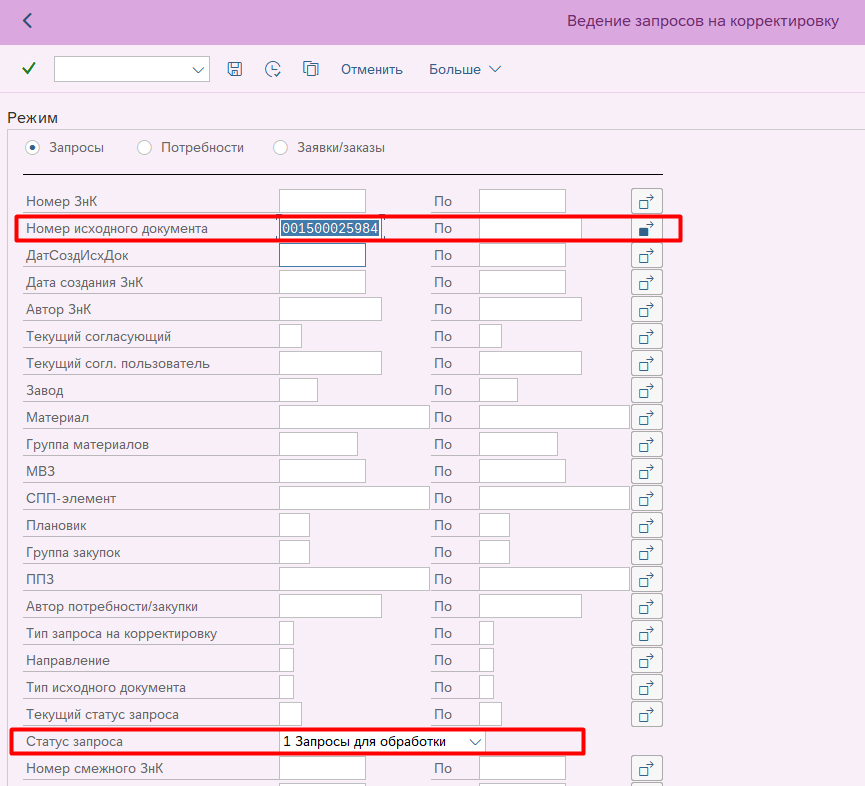 Ведение запросов на корректировку
Отменить Больше
Режим
Запросы Потребности Заявки/заказы
Номер ЗнК По
Номер исходного документа 001500025984 По
ДатСоздИсхДок По
Дата создания ЗнК По
Автор ЗнК По
Текущий согласующий По
Текущий согл. пользователь По
Завод По
Материал По
Группа материалов По
МВЗ По
СПП-элемент По
Плановик По
Группа закупок По
ППЗ По
Автор потребности/закупки По
Тип запроса на корректировку По
Направление По
Тип исходного документа По
Текущий статус запроса По
Статус запроса 1 Запросы для обработки
Номер смежного ЗнК По